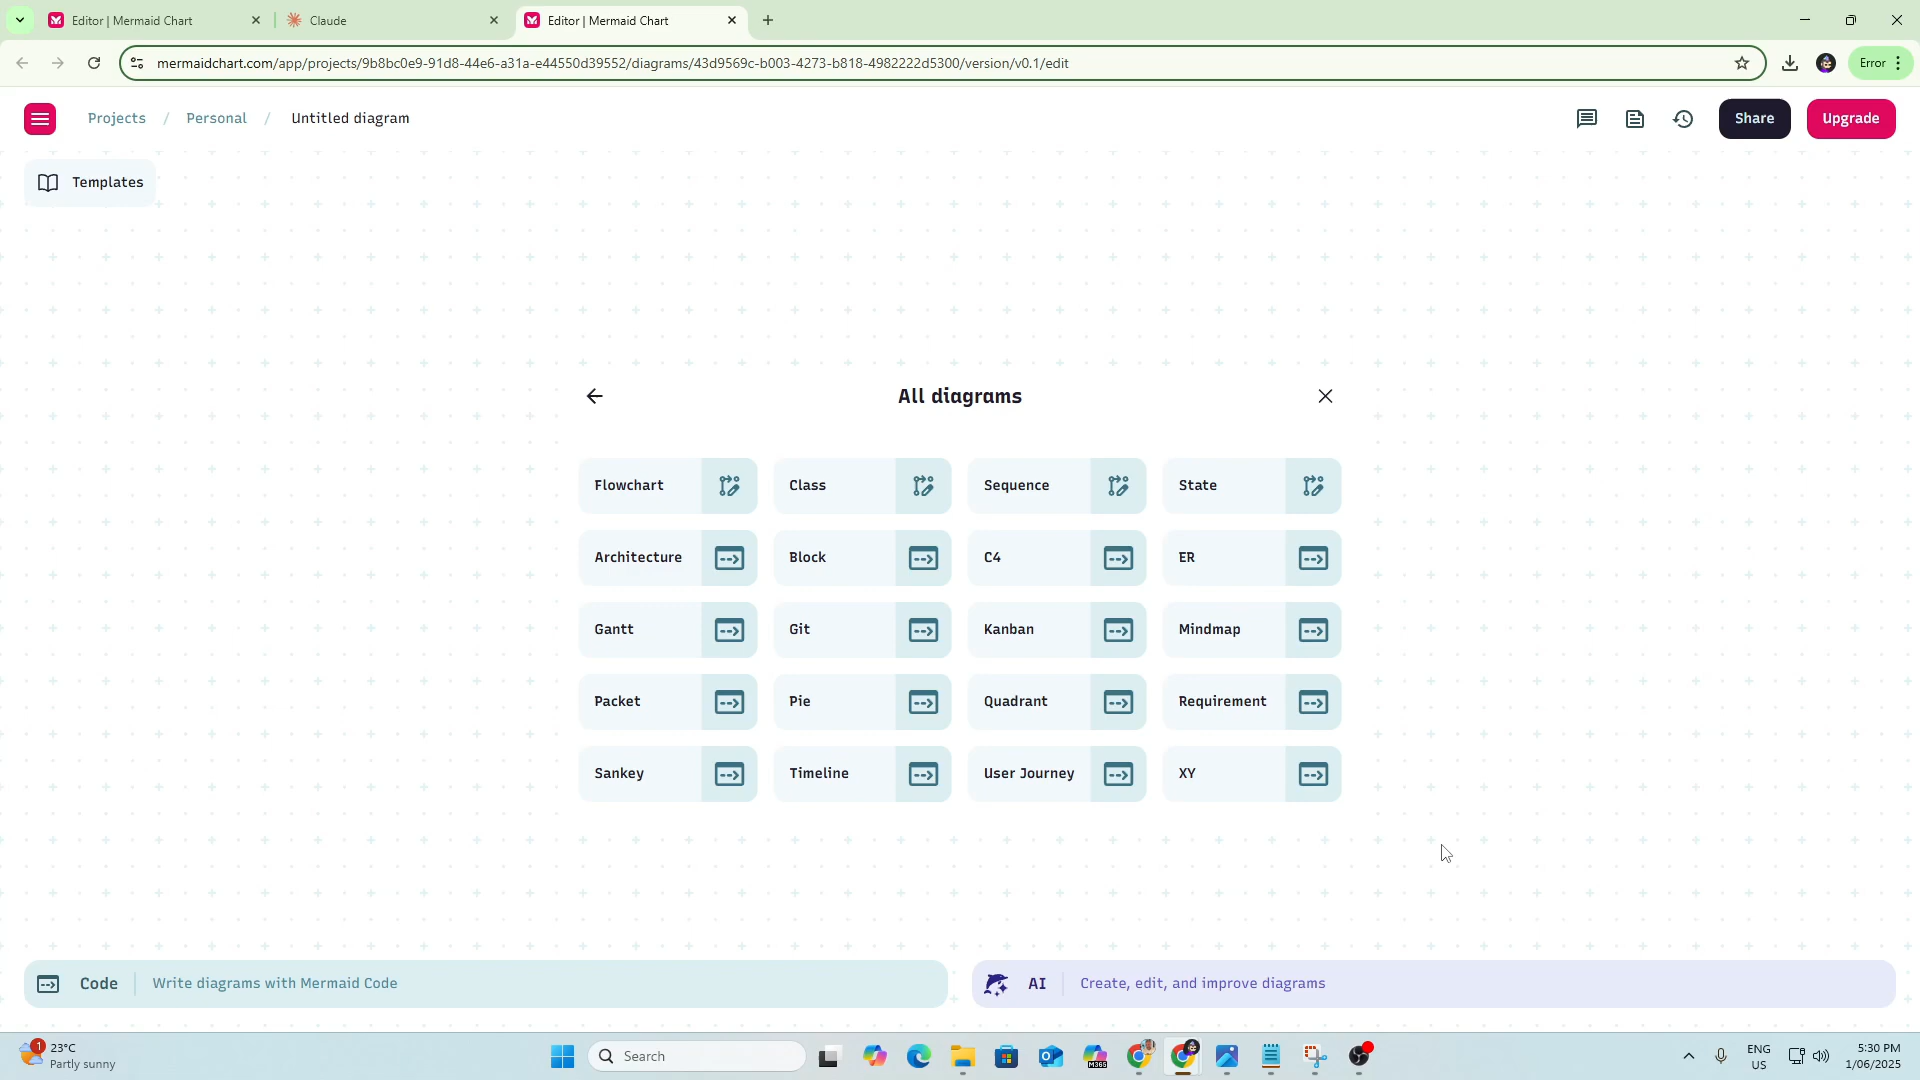 Editor | Mermaid Chart
Claude
Editor | Mermaid Chart
mermaidchart.com/app/projects/9b8bc0e9-91d8-44e6-a31a-e44550d39552/diagrams/43d9569c-b003-4273-b818-4982222d5300/version/v0.1/edit
Error
Projects / Personal / Untitled diagram
Share
Upgrade
Templates
All diagrams
Flowchart
Class
Sequence
State
Architecture
Block
C4
ER
Gantt
Git
Kanban
Mindmap
Packet
Pie
Quadrant
Requirement
Sankey
Timeline
User Journey
XY
Code
Write diagrams with Mermaid Code
AI
Create, edit, and improve diagrams
1
23°C
Partly sunny
Search
M365
ENG
US
5:30 PM
1/06/2025